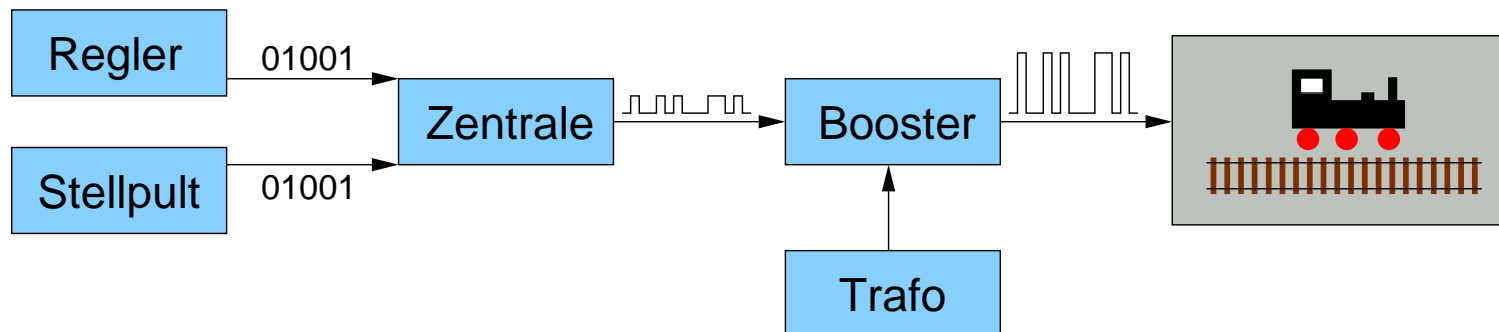 Regler
01001
Zentrale
Booster
Stellpult
01001
Trafo